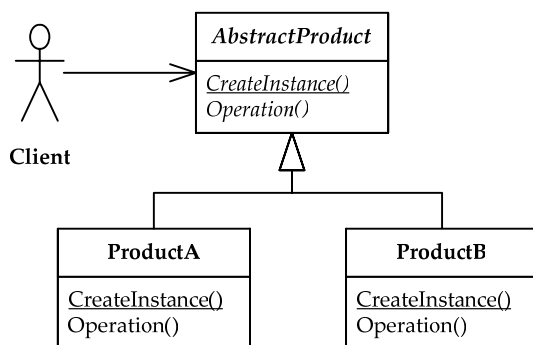 AbstractProduct
CreateInstance()
Operation()
Client
ProductA
CreateInstance()
Operation()
ProductB
CreateInstance()
Operation()